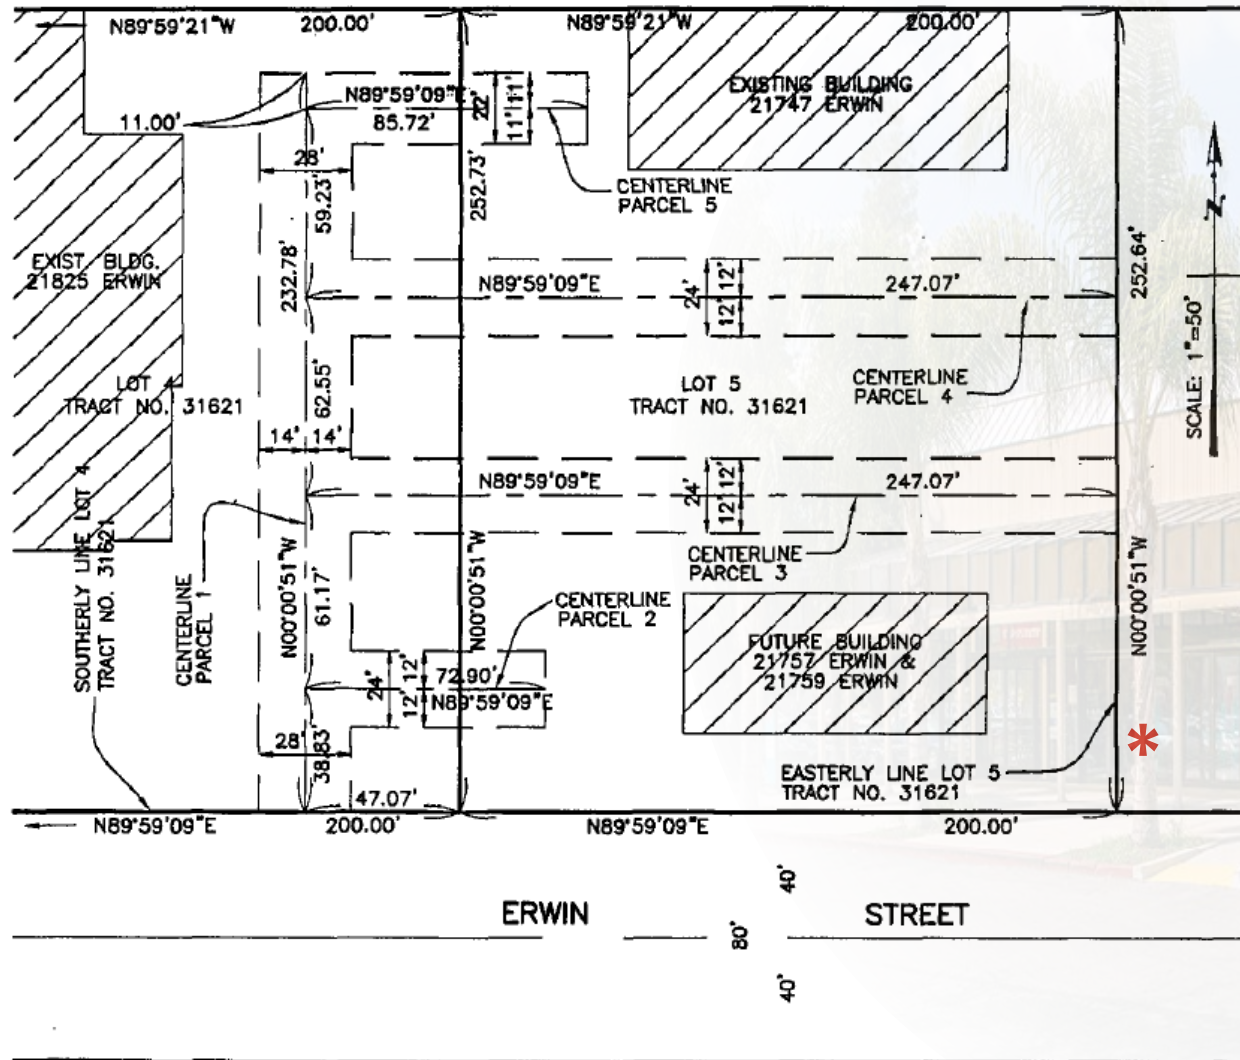 N89°59'21"W
200.00'
N89°59'21"W
200.00'
EXISTING BUILDING
21747 ERWIN
N89°59'09"E
85.72'
22'
11'
11'
11.00'
28'
59.23'
252.73'
CENTERLINE
PARCEL 5
EXIST. BLDG.
21825 ERWIN
232.78'
N89°59'09"E
24'
12'
12'
247.07'
252.64'
N
SCALE: 1"=50'
LOT 4
TRACT NO. 31621
62.55'
LOT 5
TRACT NO. 31621
CENTERLINE
PARCEL 4
14'
14'
N89°59'09"E
24'
12'
12'
247.07'
SOUTHERLY LINE LOT 4
TRACT NO. 31621
CENTERLINE
PARCEL 1
N00°00'51"W
61.17'
N00°00'51"W
CENTERLINE
PARCEL 3
CENTERLINE
PARCEL 2
N00°00'51"W
FUTURE BUILDING
21757 ERWIN &
21759 ERWIN
24'
12'
12'
72.90'
N89°59'09"E
28'
38.83'
*
EASTERLY LINE LOT 5
TRACT NO. 31621
47.07'
N89°59'09"E
200.00'
N89°59'09"E
200.00'
40'
ERWIN
STREET
80'
40'